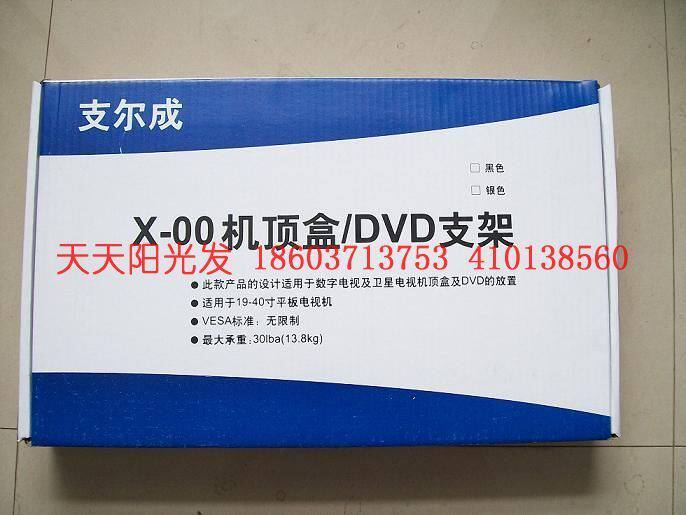 支尔成
□ 黑色
□ 银色
X-00 机顶盒/DVD支架
天天阳光发 18603713753 410138560
● 此款产品的设计适用于数字电视及卫星电视机顶盒及DVD的放置
● 适用于19-40寸平板电视机
● VESA标准：无限制
● 最大承重:30lba(13.8kg)